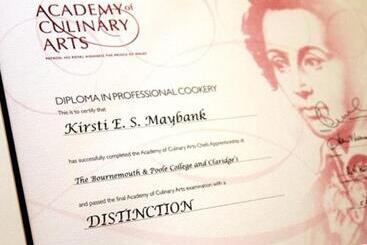 ACADEMY of
CULINARY
ARTS
PATRON: HIS ROYAL HIGHNESS THE PRINCE OF WALES
DIPLOMA IN PROFESSIONAL COOKERY
This is to certify that
Kirsti E. S. Maybank
has successfully completed the Academy of Culinary Arts Chefs Apprenticeship at
The Bournemouth & Poole College and Claridge's
and passed the final Academy of Culinary Arts examination with a
DISTINCTION